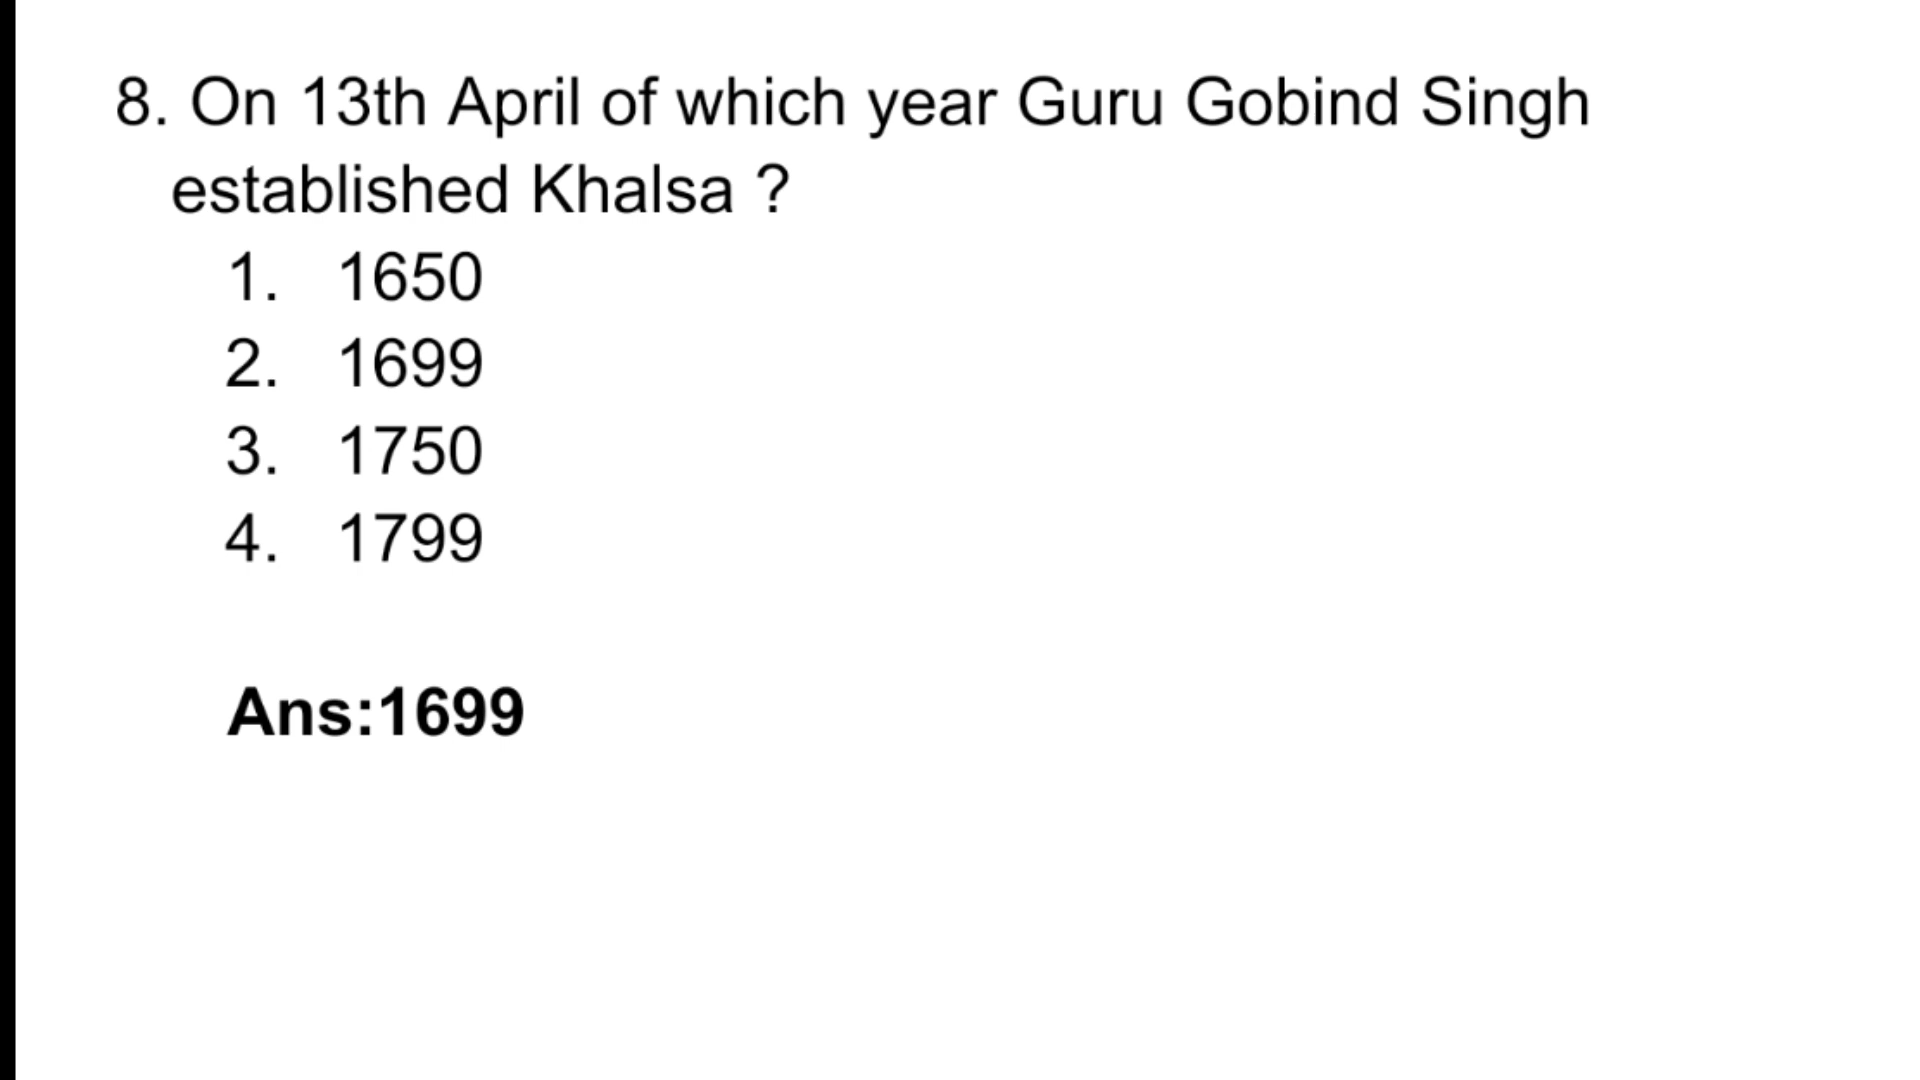 8. On 13th April of which year Guru Gobind Singh
established Khalsa ?
1. 1650
2. 1699
3. 1750
4. 1799
Ans:1699